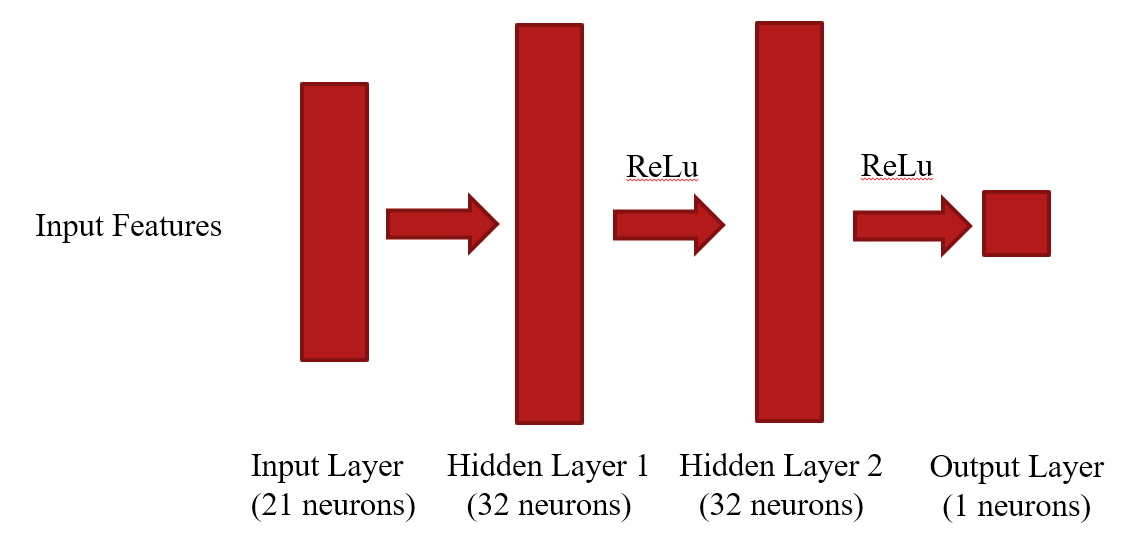 ReLu
ReLu
Input Features
Input Layer
(21 neurons)
Hidden Layer 1
(32 neurons)
Hidden Layer 2
(32 neurons)
Output Layer
(1 neurons)